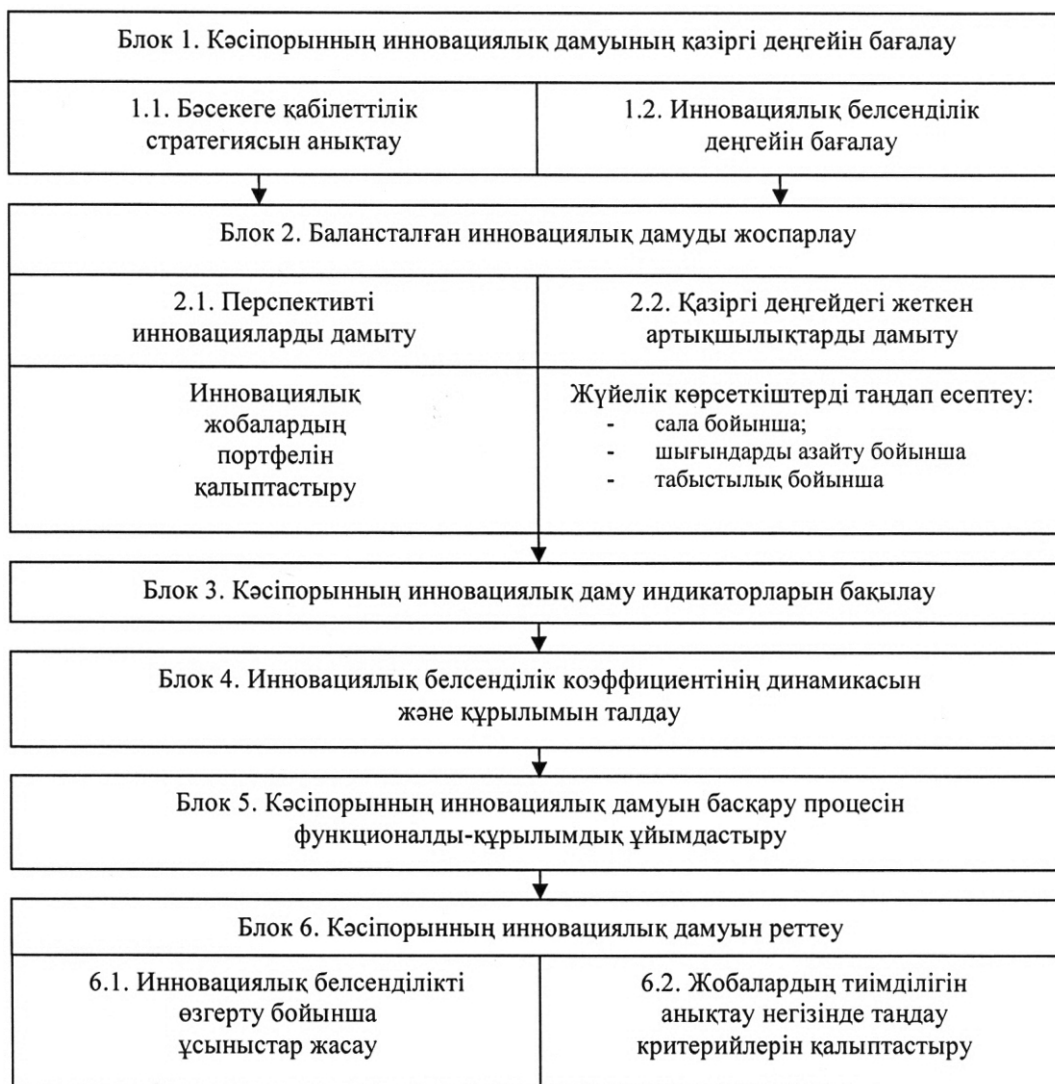 Блок 1. Кәсіпорынның инновациялық дамуының қазіргі деңгейін бағалау
1.1. Бәсекеге қабілеттілік
стратегиясын анықтау
1.2. Инновациялық белсенділік
деңгейін бағалау
Блок 2. Балансталған инновациялық дамуды жоспарлау
2.1. Перспективті
инновацияларды дамыту
2.2. Қазіргі деңгейдегі жеткен
артықшылықтарды дамыту
Инновациялық
жобалардың
портфелін
қалыптастыру
Жүйелік көрсеткіштерді таңдап есептеу:
- сала бойынша;
- шығындарды азайту бойынша
- табыстылық бойынша
Блок 3. Кәсіпорынның инновациялық даму индикаторларын бақылау
Блок 4. Инновациялық белсенділік коэффициентінің динамикасын
және құрылымын талдау
Блок 5. Кәсіпорынның инновациялық дамуын басқару процесін
функционалды-құрылымдық ұйымдастыру
Блок 6. Кәсіпорынның инновациялық дамуын реттеу
6.1. Инновациялық белсенділікті
өзгерту бойынша
ұсыныстар жасау
6.2. Жобалардың тиімділігін
анықтау негізінде таңдау
критерийлерін қалыптастыру